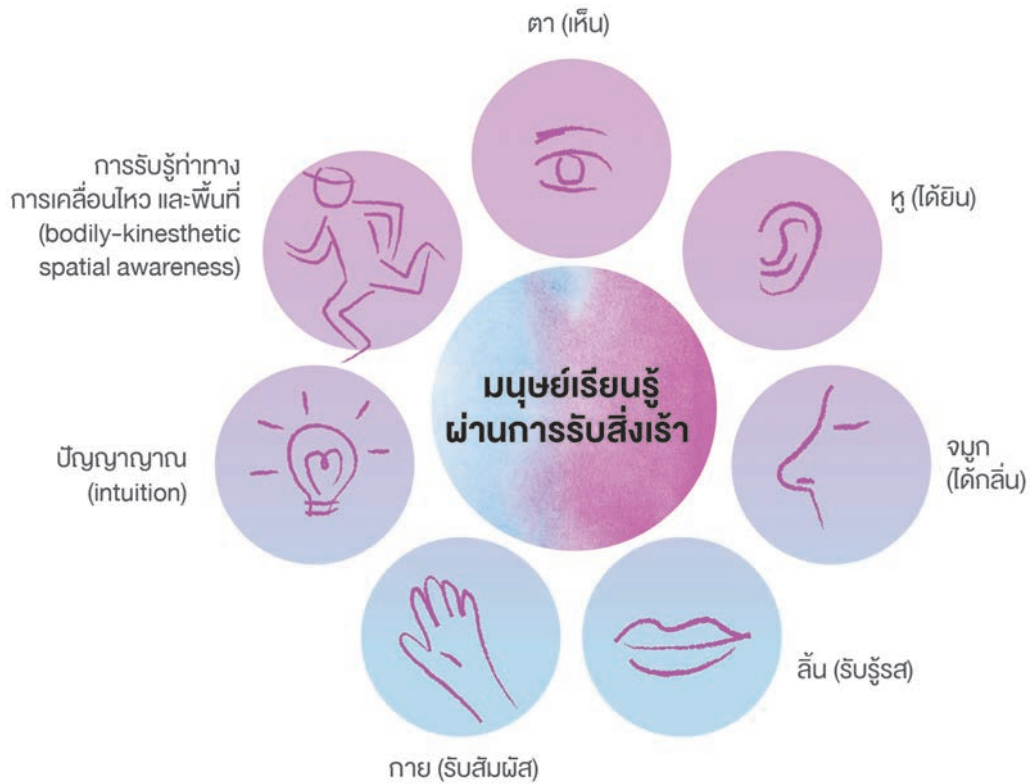 ตา (เห็น)
หู (ได้ยิน)
จมูก
(ได้กลิ่น)
ลิ้น (รับรู้รส)
กาย (รับสัมผัส)
ปัญญาญาณ
(intuition)
การรับรู้ท่าทาง
การเคลื่อนไหว และพื้นที่
(bodily-kinesthetic
spatial awareness)
มนุษย์เรียนรู้
ผ่านการรับสิ่งเร้า